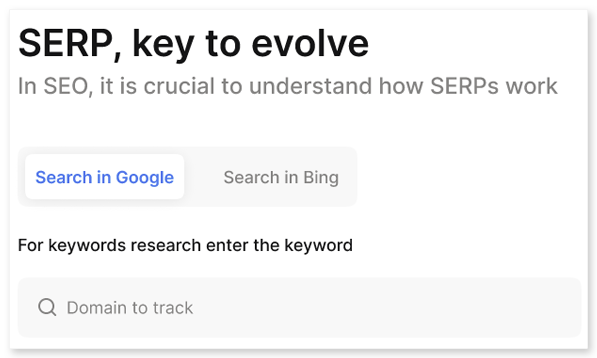 SERP, key to evolve
In SEO, it is crucial to understand how SERPs work
Search in Google
Search in Bing
For keywords research enter the keyword
Domain to track